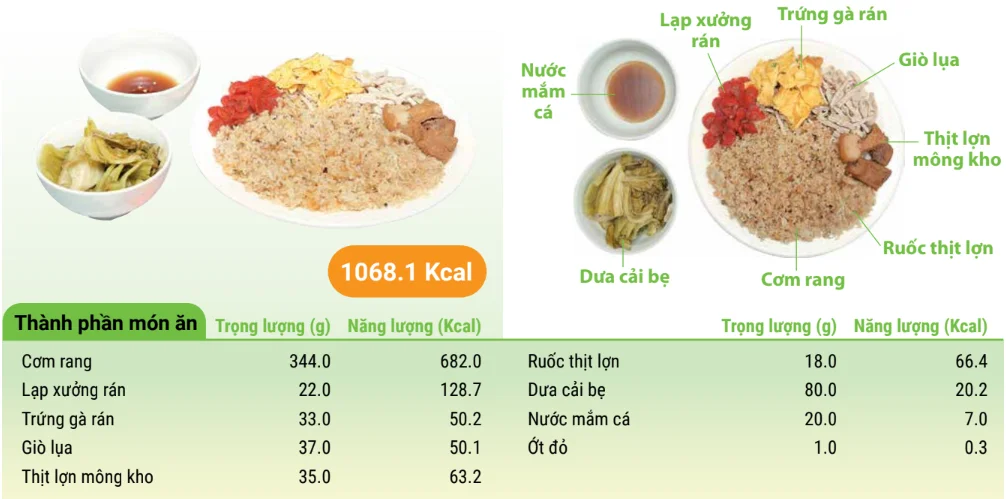 Lạp xưởng
rán
Trứng gà rán
Giò lụa
Nước
mắm
cá
Thịt lợn
mông kho
Ruốc thịt lợn
Dưa cải bẹ
Cơm rang
1068.1 Kcal
Thành phần món ăn Trọng lượng (g) Năng lượng (Kcal) Trọng lượng (g) Năng lượng (Kcal)
Cơm rang 344.0 682.0 Ruốc thịt lợn 18.0 66.4
Lạp xưởng rán 22.0 128.7 Dưa cải bẹ 80.0 20.2
Trứng gà rán 33.0 50.2 Nước mắm cá 20.0 7.0
Giò lụa 37.0 50.1 Ớt đỏ 1.0 0.3
Thịt lợn mông kho 35.0 63.2